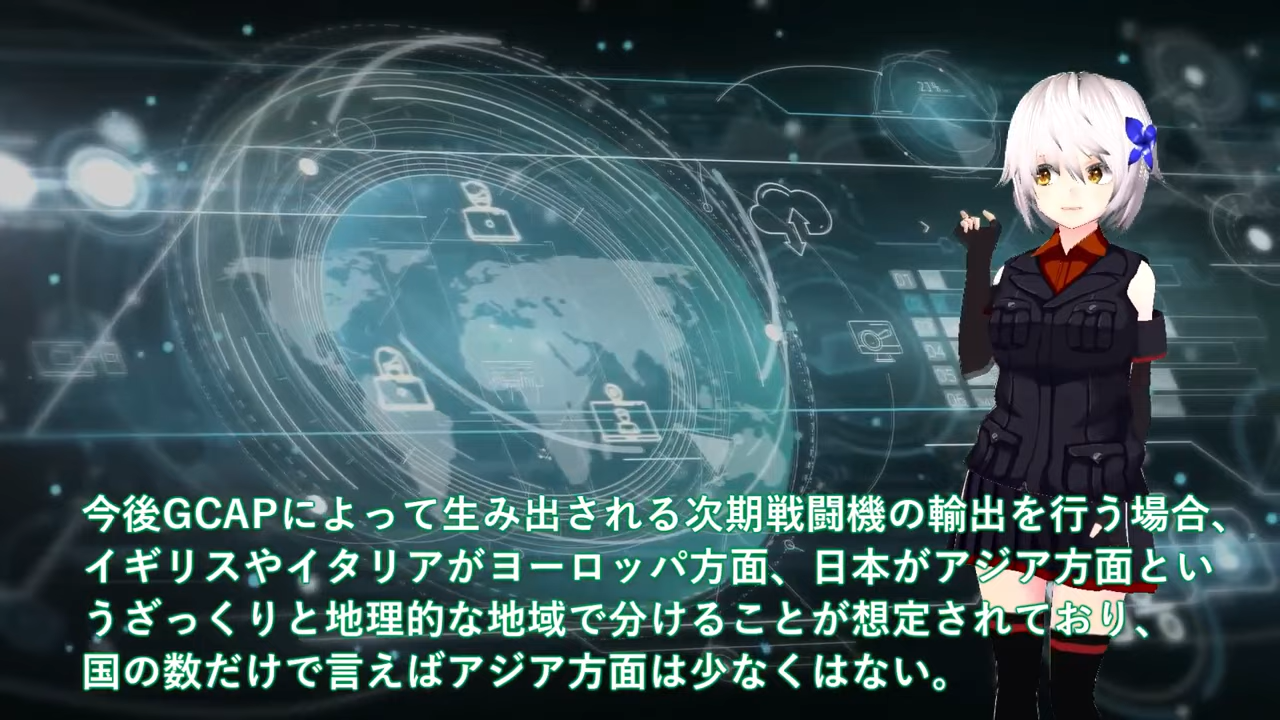 21%
01
04
05
06
今後GCAPによって生み出される次期戦闘機の輸出を行う場合、
イギリスやイタリアがヨーロッパ方面、日本がアジア方面とい
うざっくりと地理的な地域で分けることが想定されており、
国の数だけで言えばアジア方面は少なくはない。